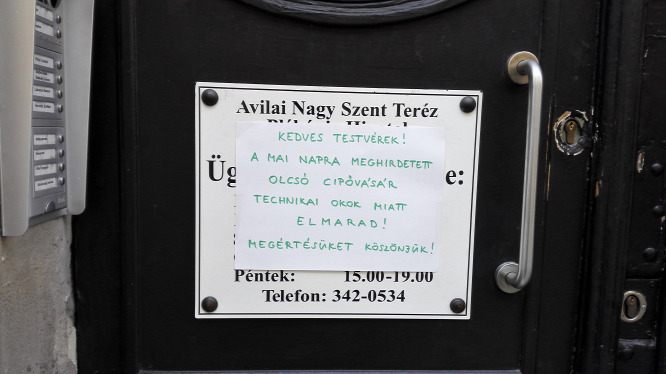 Avilai Nagy Szent Teréz
KEDVES TESTVÉREK!
A MAI NAPRA MEGHIRDETETT
OLCSÓ CIPŐVÁSÁR
TECHNIKAI OKOK MIATT
ELMARAD!
MEGÉRTÉSÜKET KÖSZÖNJÜK!
Péntek: 15.00-19.00
Telefon: 342-0534